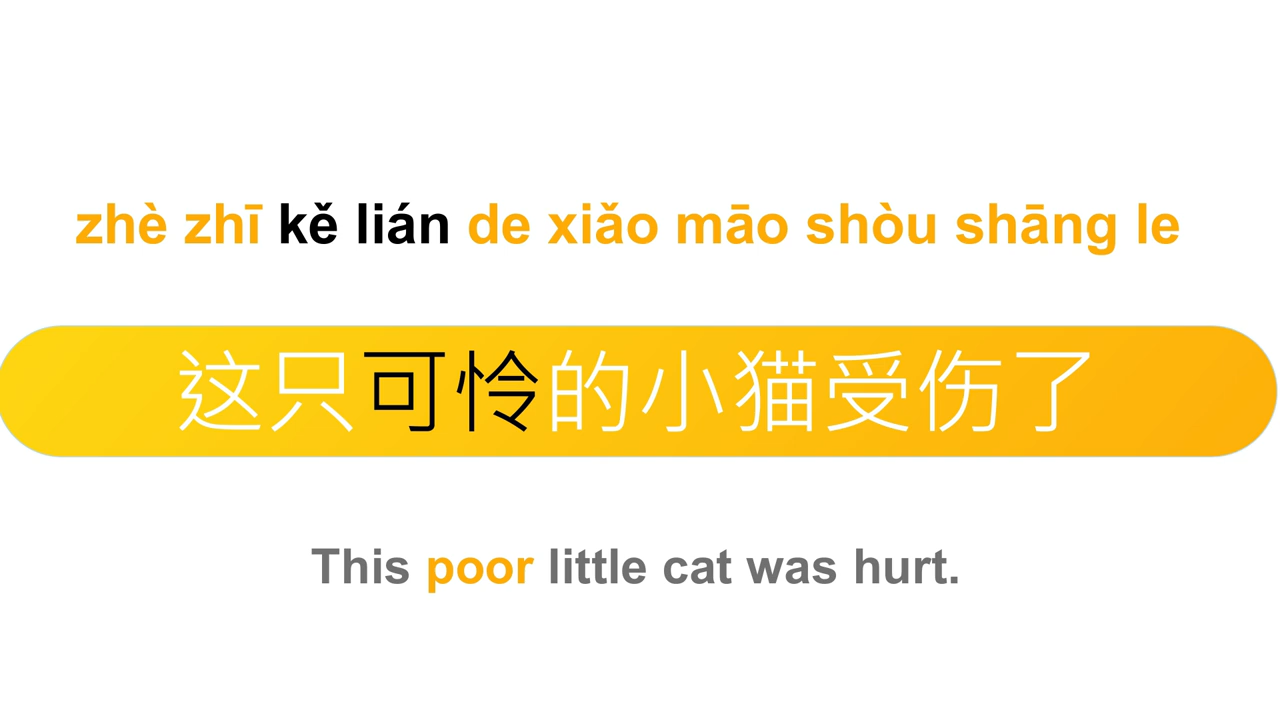 zhè zhī kě lián de xiǎo māo shòu shāng le
这只可怜的小猫受伤了
This poor little cat was hurt.